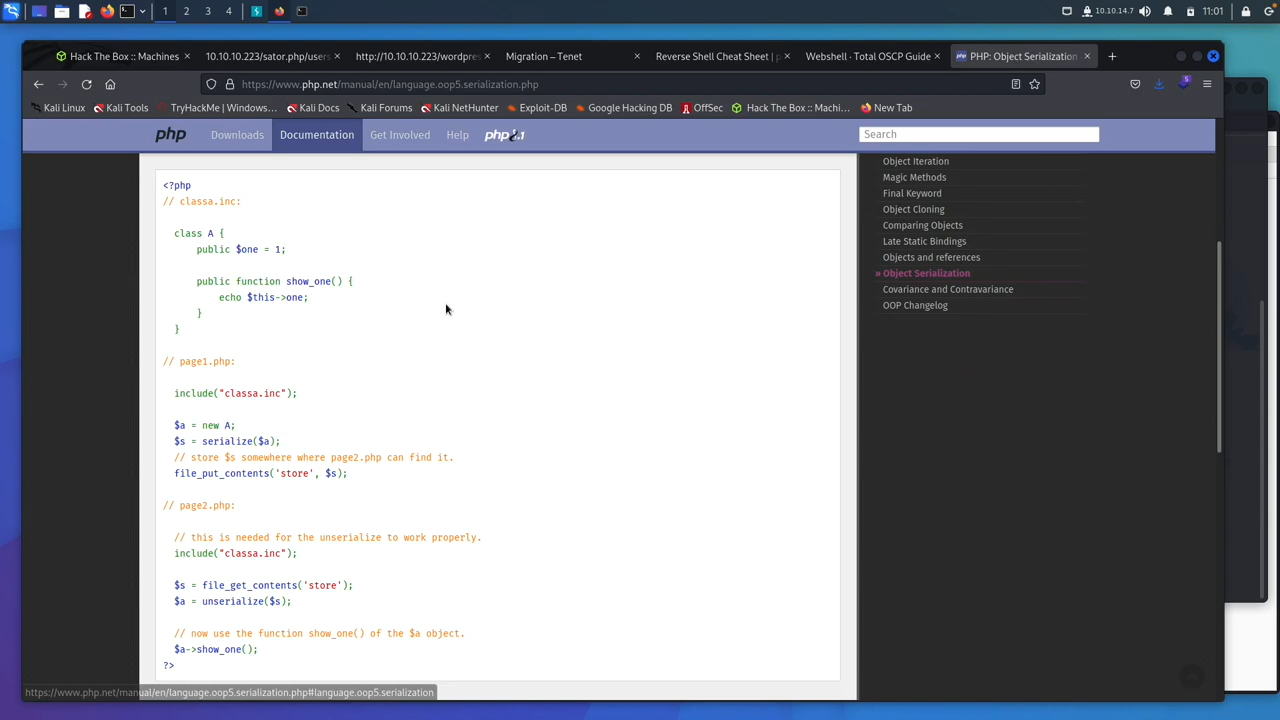 1 2 3 4 10.10.14.7 11:01
Hack The Box :: Machines 10.10.10.223/sator.php/users http://10.10.10.223/wordpres Migration – Tenet Reverse Shell Cheat Sheet | p Webshell · Total OSCP Guide PHP: Object Serialization
https://www.php.net/manual/en/language.oop5.serialization.php
Kali Linux Kali Tools TryHackMe | Windows… Kali Docs Kali Forums Kali NetHunter Exploit-DB Google Hacking DB OffSec Hack The Box :: Machi… New Tab
php Downloads Documentation Get Involved Help php8.1 Search
<?php
// classa.inc:
class A {
public $one = 1;
public function show_one() {
echo $this->one;
}
}
// page1.php:
include("classa.inc");
$a = new A;
$s = serialize($a);
// store $s somewhere where page2.php can find it.
file_put_contents('store', $s);
// page2.php:
// this is needed for the unserialize to work properly.
include("classa.inc");
$s = file_get_contents('store');
$a = unserialize($s);
// now use the function show_one() of the $a object.
$a->show_one();
?>
Object Iteration
Magic Methods
Final Keyword
Object Cloning
Comparing Objects
Late Static Bindings
Objects and references
» Object Serialization
Covariance and Contravariance
OOP Changelog
https://www.php.net/manual/en/language.oop5.serialization.php#language.oop5.serialization